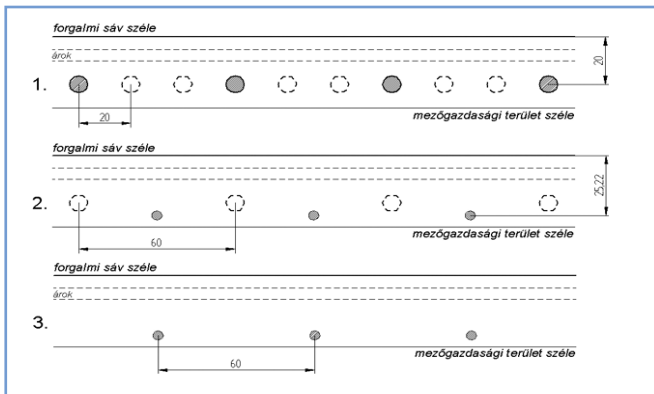 forgalmi sáv széle
árok
1.
20
20
mezőgazdasági terület széle
forgalmi sáv széle
2.
25,22
60
mezőgazdasági terület széle
forgalmi sáv széle
árok
3.
60
mezőgazdasági terület széle